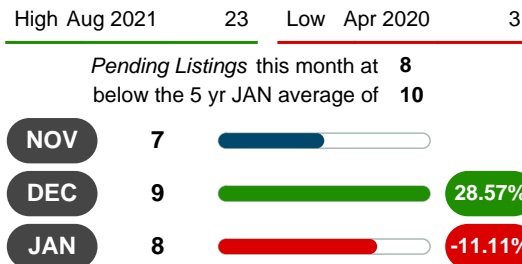 High Aug 2021 23 Low Apr 2020 3
Pending Listings this month at 8
below the 5 yr JAN average of 10
NOV 7
DEC 9 28.57%
JAN 8 -11.11%